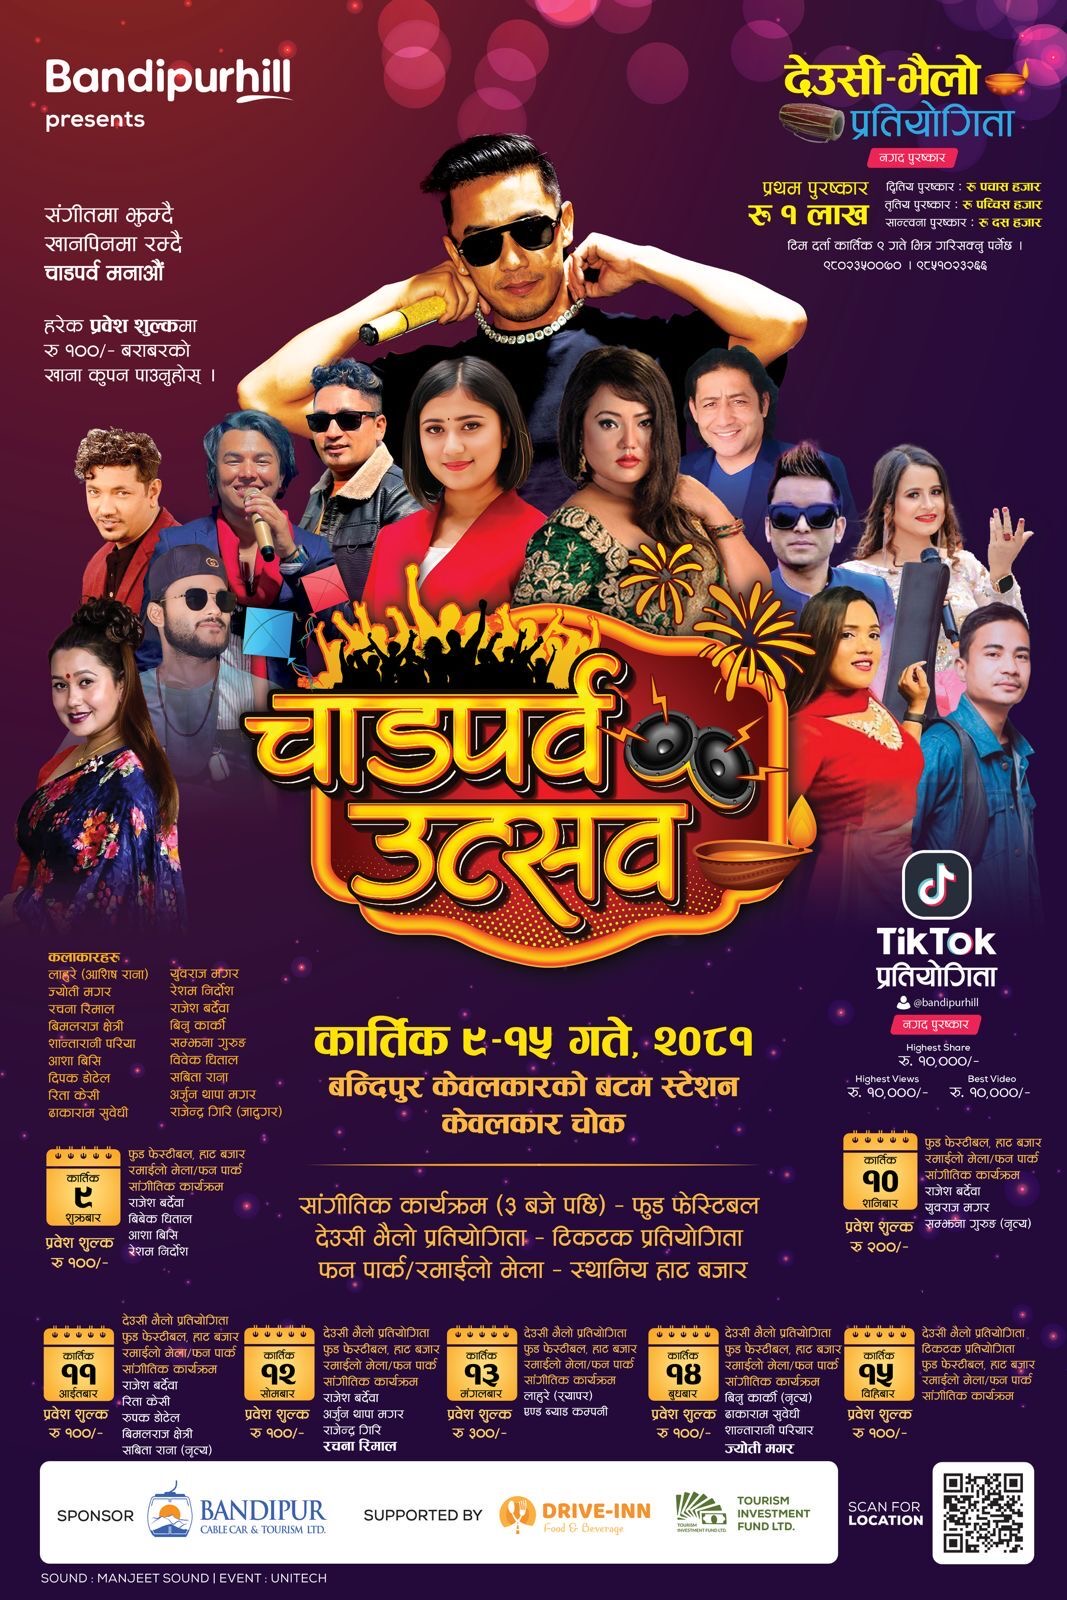 Bandipurhill
presents
देउसी-भैलो
प्रतियोगिता
नगद पुरष्कार
प्रथम पुरष्कार
रू १ लाख
द्वितिय पुरष्कार : रू पचास हजार
तृतिय पुरष्कार : रू पच्चिस हजार
सान्त्वना पुरष्कार : रू दस हजार
टिम दर्ता कार्तिक ९ गते भित्र गरिसक्नु पर्नेछ ।
९८०२३५००७० । ९८५१०२३२६६
संगीतमा झुम्दै
खानपिनमा रम्दै
चाडपर्व मनाऔं
हरेक प्रवेश शुल्कमा
रु १००/- बराबरको
खाना कुपन पाउनुहोस् ।
चाडपर्व
उत्सव
TikTok
प्रतियोगिता
@bandipurhill
नगद पुरष्कार
Highest Share
रु. १०,०००/-
Highest Views
रु. १०,०००/-
Best Video
रु. १०,०००/-
कलाकारहरू
लाहुरे (आशिष राना)
ज्योती मगर
रचना रिमाल
बिमलराज क्षेत्री
शान्तारानी परिया
आशा बिसि
दिपक डोटेल
रिता केसी
ढाकाराम सुवेधी
युवराज मगर
रेशम निर्दोश
राजेश बर्देवा
बिनु कार्की
सम्झना गुरुङ
विवेक धिताल
सबिता राना
अर्जुन थापा मगर
राजेन्द्र गिरि (जादुगर)
कार्तिक ९-१५ गते, २०८१
बन्दिपुर केवलकारको बटम स्टेशन
केवलकार चोक
सांगीतिक कार्यक्रम (३ बजे पछि) - फुड फेस्टिबल
देउसी भैलो प्रतियोगिता - टिकटक प्रतियोगिता
फन पार्क/रमाईलो मेला - स्थानिय हाट बजार
कार्तिक
९
शुक्रबार
प्रवेश शुल्क
रु १००/-
फुड फेस्टीबल, हाट बजार
रमाईलो मेला/फन पार्क
सांगीतिक कार्यक्रम
राजेश बर्देवा
बिबेक धिताल
आशा बिसि
रेशम निर्दोश
कार्तिक
१०
शनिबार
प्रवेश शुल्क
रु २००/-
फुड फेस्टीबल, हाट बजार
रमाईलो मेला/फन पार्क
सांगीतिक कार्यक्रम
राजेश बर्देवा
युवराज मगर
सम्झना गुरुङ (नृत्य)
कार्तिक
११
आईतबार
प्रवेश शुल्क
रु १००/-
देउसी भैलो प्रतियोगिता
फुड फेस्टीबल, हाट बजार
रमाईलो मेला/फन पार्क
सांगीतिक कार्यक्रम
राजेश बर्देवा
रिता केसी
रुपक डोटेल
बिमलराज क्षेत्री
सबिता राना (नृत्य)
कार्तिक
१२
सोमबार
प्रवेश शुल्क
रु १००/-
देउसी भैलो प्रतियोगिता
फुड फेस्टीबल, हाट बजार
रमाईलो मेला/फन पार्क
सांगीतिक कार्यक्रम
राजेश बर्देवा
अर्जुन थापा मगर
राजेन्द्र गिरि
रचना रिमाल
कार्तिक
१३
मंगलबार
प्रवेश शुल्क
रु ३००/-
देउसी भैलो प्रतियोगिता
फुड फेस्टीबल, हाट बजार
रमाईलो मेला/फन पार्क
सांगीतिक कार्यक्रम
लाहुरे (र्‍यापर)
एण्ड ब्याड कम्पनी
कार्तिक
१४
बुधबार
प्रवेश शुल्क
रु १००/-
देउसी भैलो प्रतियोगिता
फुड फेस्टीबल, हाट बजार
रमाईलो मेला/फन पार्क
सांगीतिक कार्यक्रम
बिनु कार्की (नृत्य)
ढाकाराम सुवेधी
शान्तारानी परियार
ज्योती मगर
कार्तिक
१५
विहिबार
प्रवेश शुल्क
रु १००/-
देउसी भैलो प्रतियोगिता
टिकटक प्रतियोगिता
फुड फेस्टीबल, हाट बजार
रमाईलो मेला/फन पार्क
सांगीतिक कार्यक्रम
SPONSOR
BANDIPUR
CABLE CAR & TOURISM LTD.
SUPPORTED BY
DRIVE-INN
Food & Beverage
TOURISM
INVESTMENT FUND LTD.
TOURISM
INVESTMENT
FUND LTD.
SCAN FOR
LOCATION
SOUND : MANJEET SOUND | EVENT : UNITECH